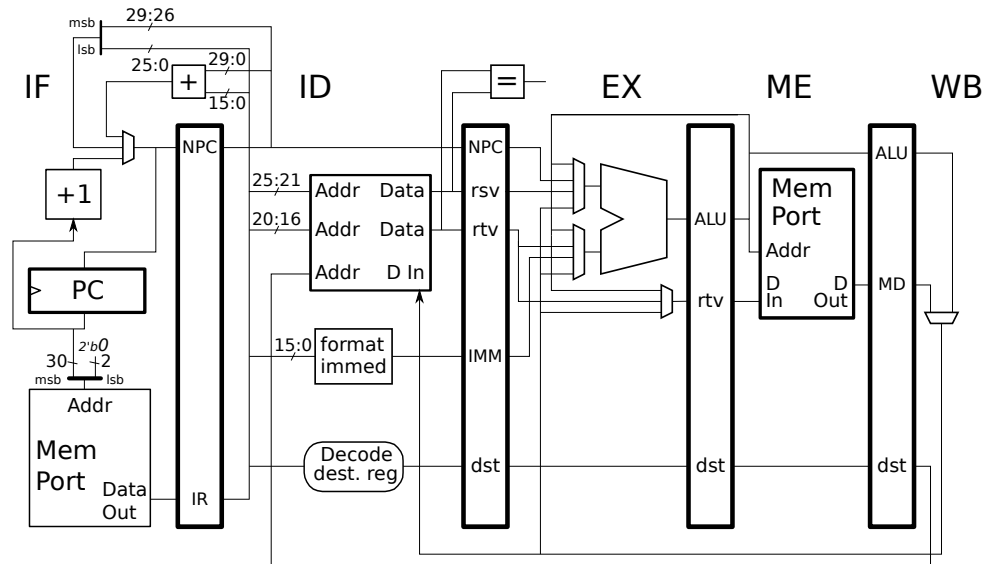 29:26
msb
lsb
25:0
29:0
15:0
+
=
IF
ID
EX
ME
WB
NPC
NPC
+1
25:21
Addr
Data
rsv
20:16
Addr
Data
rtv
Addr
D In
ALU
Mem
Port
Addr
D
In
D
Out
ALU
MD
PC
rtv
2'b0
30
2
msb
lsb
15:0
format
immed
IMM
Addr
Mem
Port
Data
Out
IR
Decode
dest. reg
dst
dst
dst